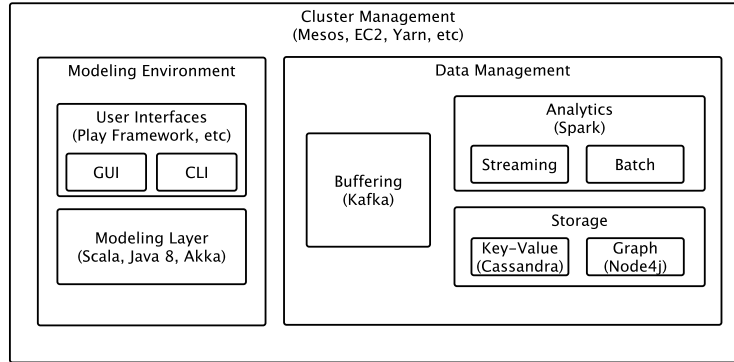 Cluster Management
(Mesos, EC2, Yarn, etc)
Modeling Environment
User Interfaces
(Play Framework, etc)
GUI
CLI
Modeling Layer
(Scala, Java 8, Akka)
Data Management
Buffering
(Kafka)
Analytics
(Spark)
Streaming
Batch
Storage
Key-Value
(Cassandra)
Graph
(Node4j)